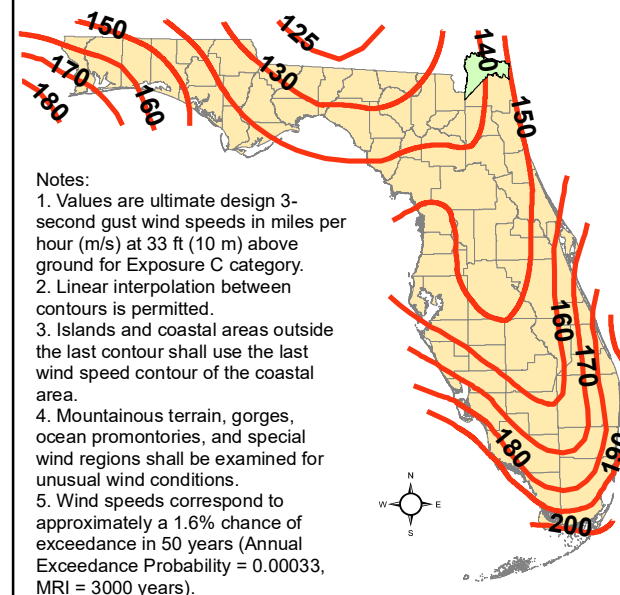 150
125
140
130
170
160
180
150
Notes:
1. Values are ultimate design 3-
second gust wind speeds in miles per
hour (m/s) at 33 ft (10 m) above
ground for Exposure C category.
2. Linear interpolation between
contours is permitted.
3. Islands and coastal areas outside
the last contour shall use the last
wind speed contour of the coastal
area.
4. Mountainous terrain, gorges,
ocean promontories, and special
wind regions shall be examined for
unusual wind conditions.
5. Wind speeds correspond to
approximately a 1.6% chance of
exceedance in 50 years (Annual
Exceedance Probability = 0.00033,
MRI = 3000 years).
160
170
180
190
200
N
W E
S